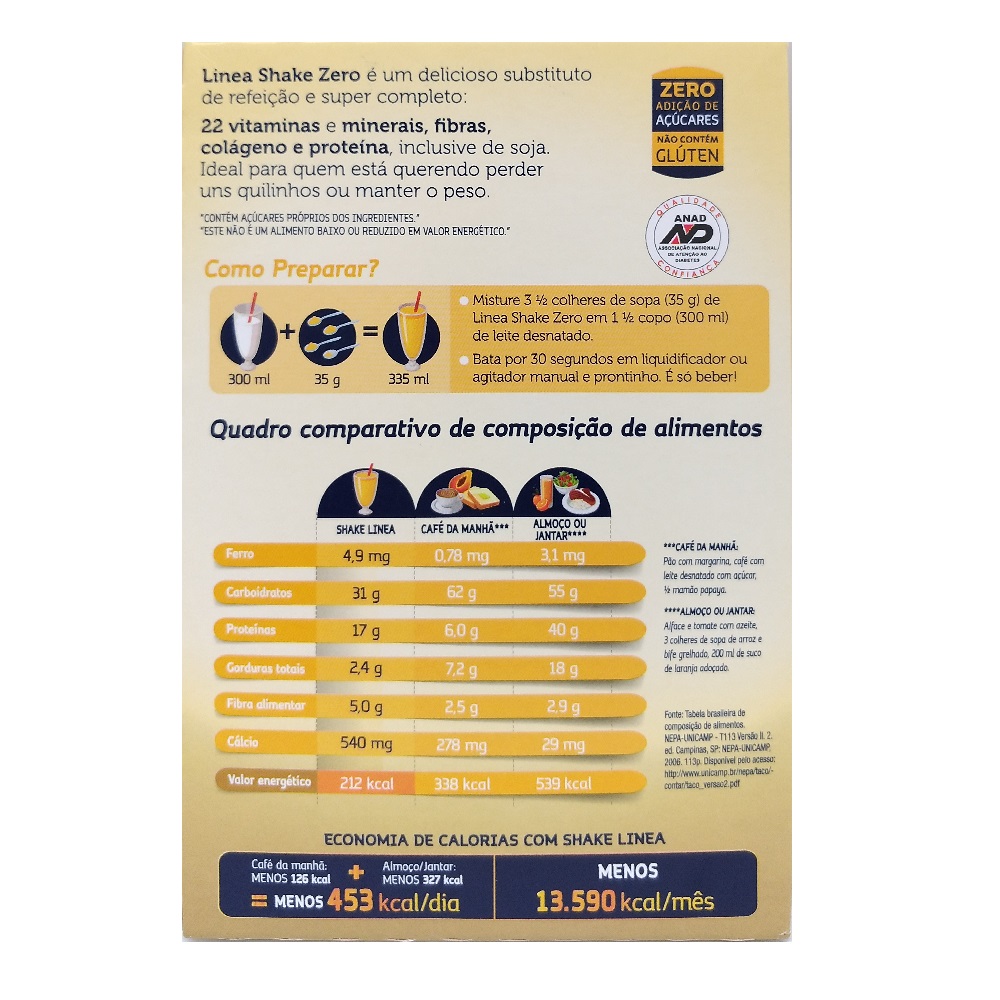 Linea Shake Zero é um delicioso substituto
de refeição e super completo:
22 vitaminas e minerais, fibras,
colágeno e proteína, inclusive de soja.
Ideal para quem está querendo perder
uns quilinhos ou manter o peso.
"CONTÉM AÇÚCARES PRÓPRIOS DOS INGREDIENTES."
"ESTE NÃO É UM ALIMENTO BAIXO OU REDUZIDO EM VALOR ENERGÉTICO."
ZERO
ADIÇÃO DE
AÇÚCARES
NÃO CONTÉM
GLÚTEN
QUALIDADE
ANAD
ASSOCIAÇÃO NACIONAL
DE ATENÇÃO AO
DIABETES
CONFIANÇA
Como Preparar?
300 ml
+
35 g
=
335 ml
Misture 3 ½ colheres de sopa (35 g) de
Linea Shake Zero em 1 ½ copo (300 ml)
de leite desnatado.
Bata por 30 segundos em liquidificador ou
agitador manual e prontinho. É só beber!
Quadro comparativo de composição de alimentos
SHAKE LINEA CAFÉ DA MANHÃ*** ALMOÇO OU
JANTAR****
Ferro 4,9 mg 0,78 mg 3,1 mg
Carboidratos 31 g 62 g 55 g
Proteínas 17 g 6,0 g 40 g
Gorduras totais 2,4 g 7,2 g 18 g
Fibra alimentar 5,0 g 2,5 g 2,9 g
Cálcio 540 mg 278 mg 29 mg
Valor energético 212 kcal 338 kcal 539 kcal
***CAFÉ DA MANHÃ:
Pão com margarina, café com
leite desnatado com açúcar,
½ mamão papaya.
****ALMOÇO OU JANTAR:
Alface e tomate com azeite,
3 colheres de sopa de arroz e
bife grelhado, 200 ml de suco
de laranja adoçado.
Fonte: Tabela brasileira de
composição de alimentos.
NEPA-UNICAMP - T113 Versão II. 2.
ed. Campinas, SP: NEPA-UNICAMP,
2006. 113p. Disponível pelo acesso:
http://www.unicamp.br/nepa/taco/-
contar/taco_versao2.pdf
ECONOMIA DE CALORIAS COM SHAKE LINEA
Café da manhã: + Almoço/Jantar:
MENOS 126 kcal MENOS 327 kcal
= MENOS 453 kcal/dia
MENOS
13.590 kcal/mês